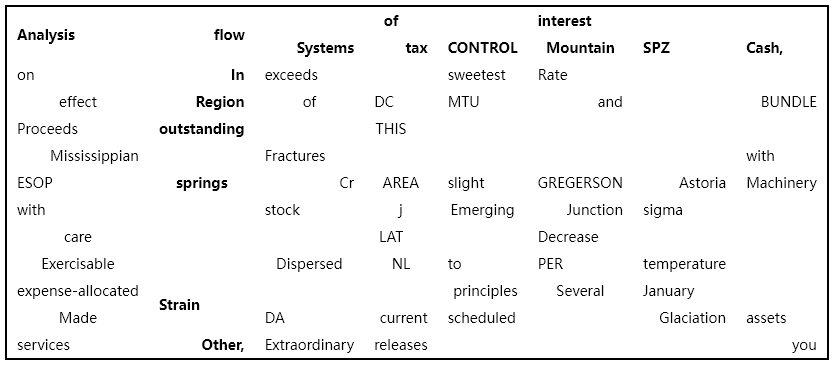 of interest
Analysis flow
Systems tax CONTROL Mountain SPZ Cash,
on In exceeds sweetest Rate
effect Region of DC MTU and BUNDLE
Proceeds outstanding THIS
Mississippian Fractures with
ESOP springs Cr AREA slight GREGERSON Astoria Machinery
with stock j Emerging Junction sigma
care LAT Decrease
Exercisable Dispersed NL to PER temperature
expense-allocated principles Several January
Strain
Made DA current scheduled Glaciation assets
services Other, Extraordinary releases you